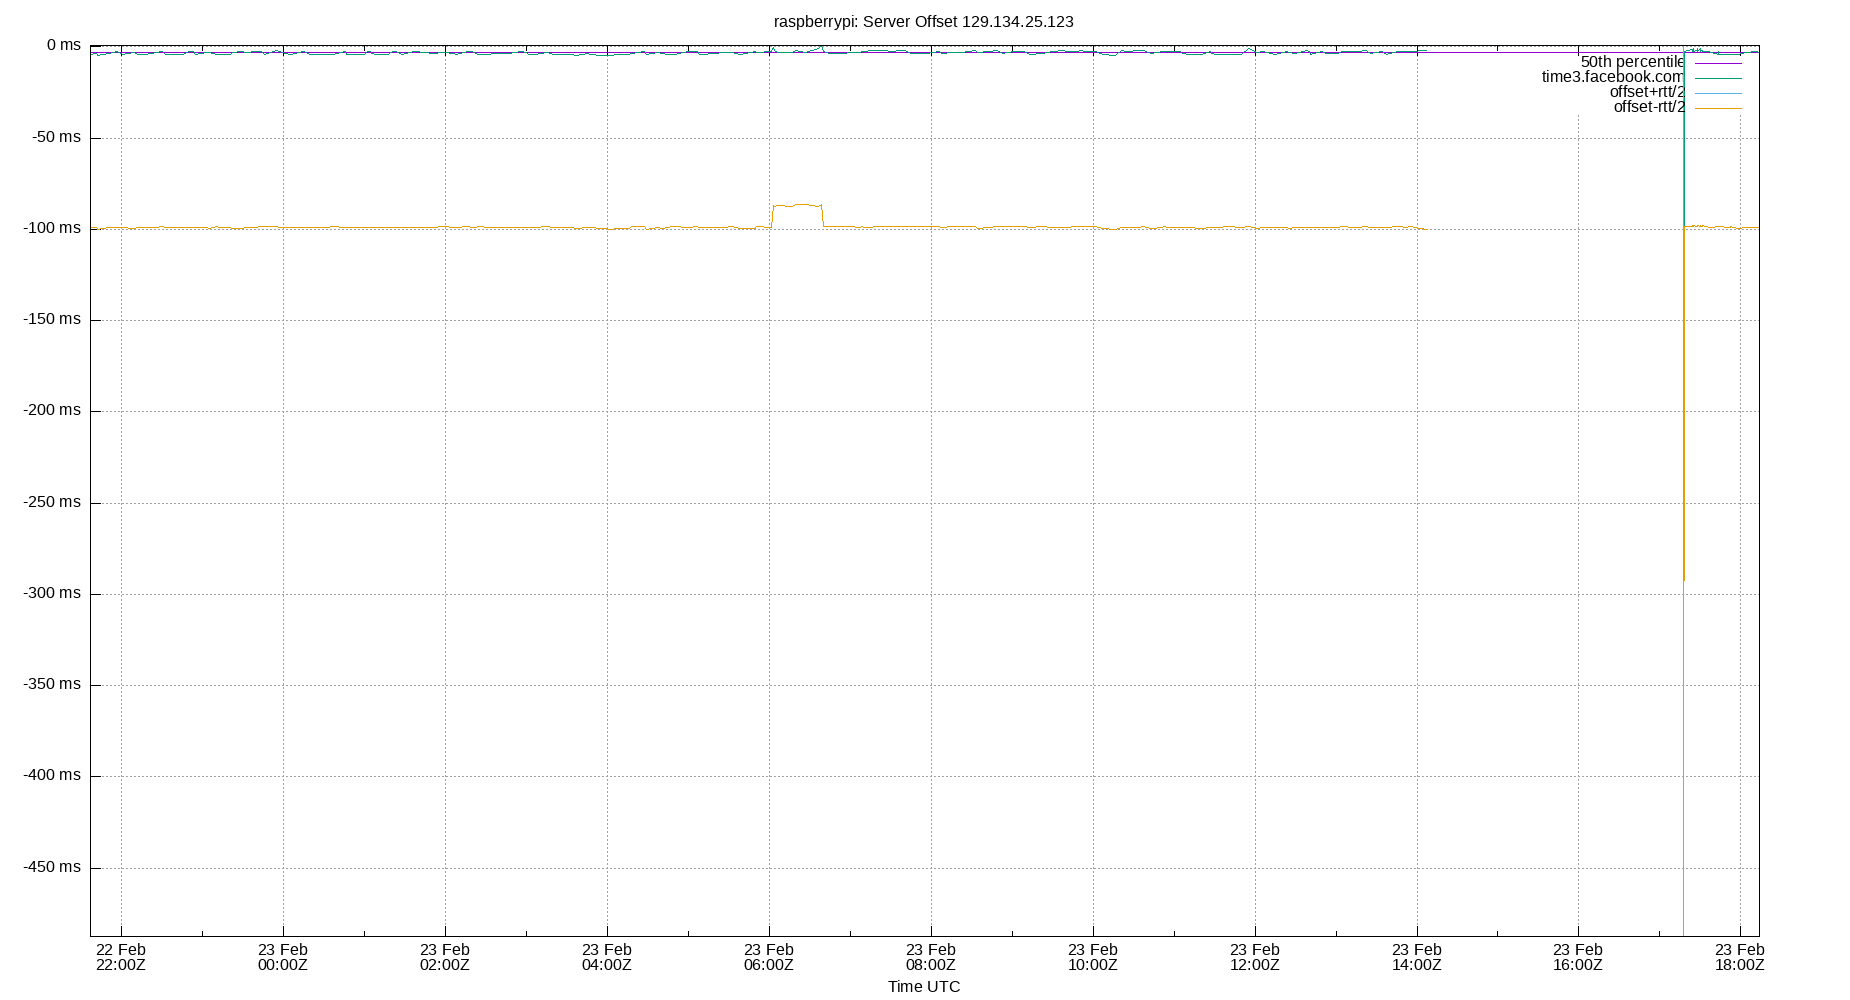 raspberrypi: Server Offset 129.134.25.123
0 ms
-50 ms
-100 ms
-150 ms
-200 ms
-250 ms
-300 ms
-350 ms
-400 ms
-450 ms
50th percentile
time3.facebook.com
offset+rtt/2
offset-rtt/2
22 Feb
22:00Z
23 Feb
00:00Z
23 Feb
02:00Z
23 Feb
04:00Z
23 Feb
06:00Z
23 Feb
08:00Z
23 Feb
10:00Z
23 Feb
12:00Z
23 Feb
14:00Z
23 Feb
16:00Z
23 Feb
18:00Z
Time UTC